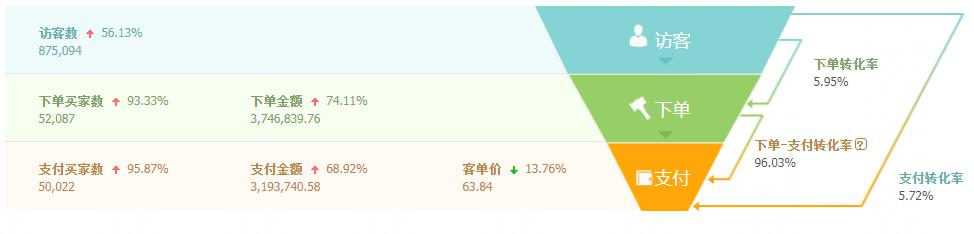 访客数 56.13%
875,094
访客
下单转化率
5.95%
下单买家数 93.33%
52,087
下单金额 74.11%
3,746,839.76
下单
下单-支付转化率?
96.03%
支付买家数 95.87%
50,022
支付金额 68.92%
3,193,740.58
客单价 13.76%
63.84
支付
支付转化率
5.72%